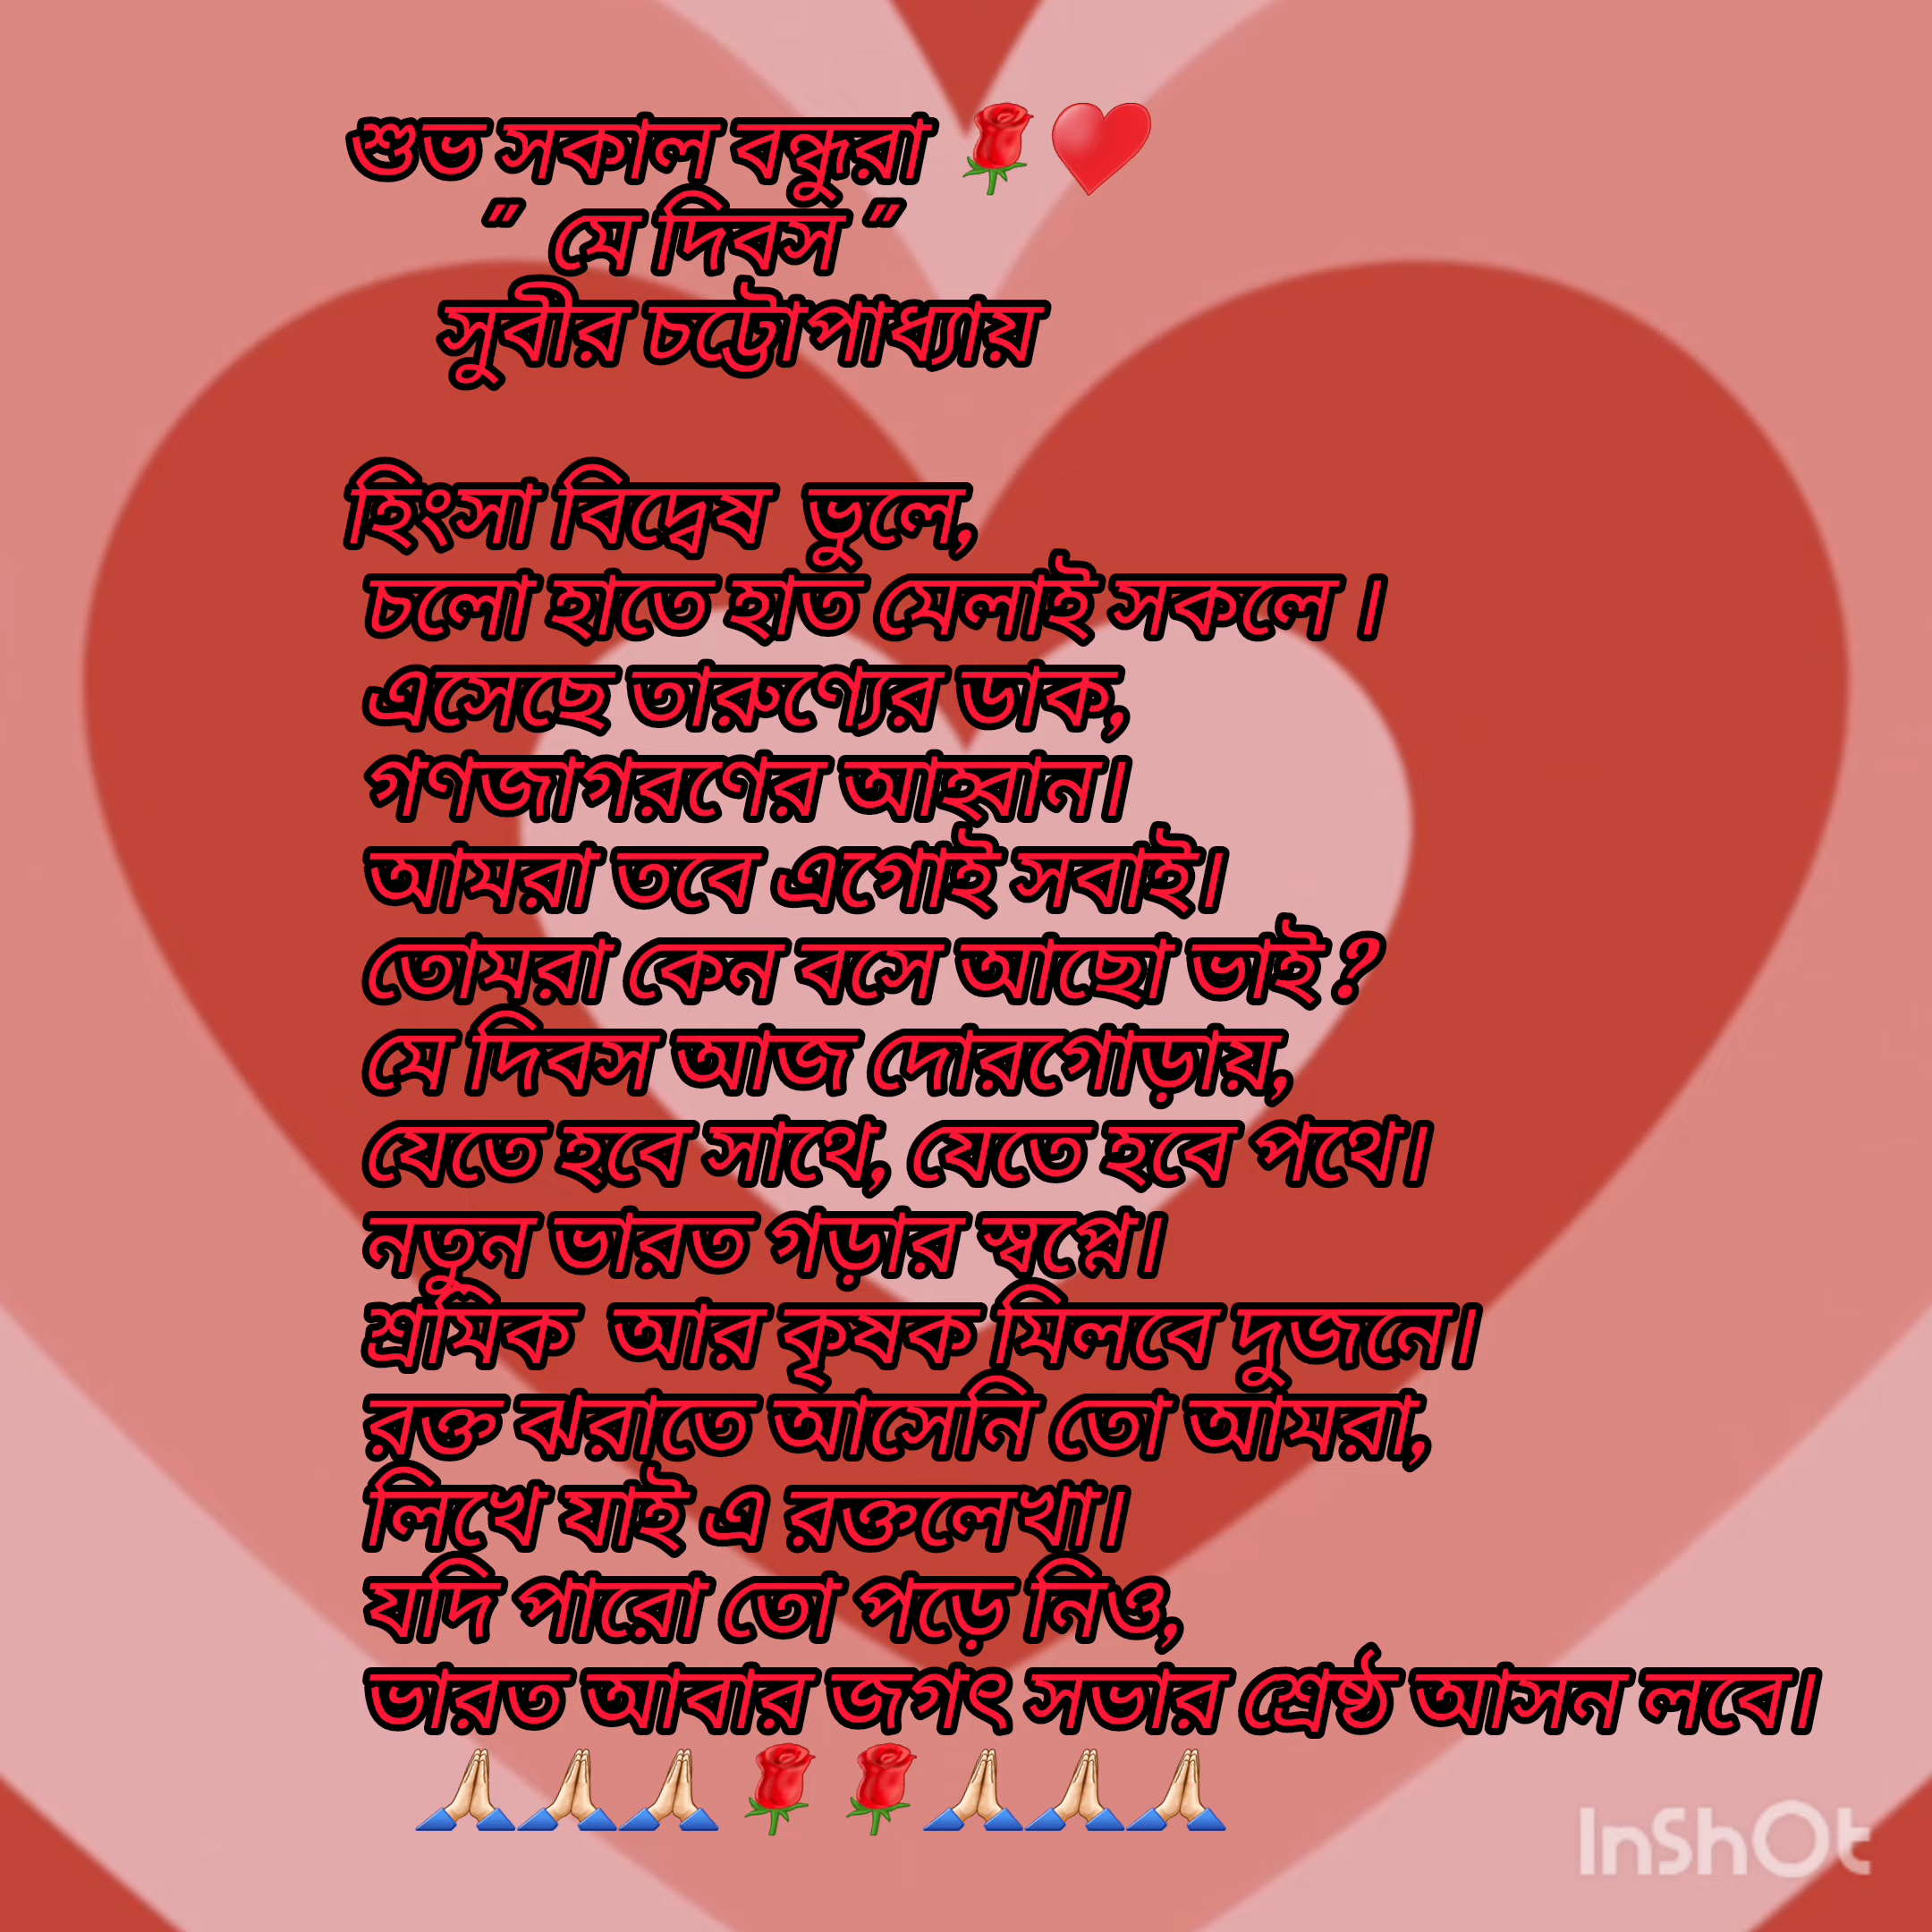 শুভ সকাল বন্ধুরা 🌹♥️
" মে দিবস "
সুবীর চট্টোপাধ্যায়
হিংসা বিদ্বেষ ভুলে,
চলো হাতে হাত মেলাই সকলে ।
এসেছে তারুণ্যের ডাক,
গণজাগরণের আহ্বান।
আমরা তবে এগোই সবাই।
তোমরা কেন বসে আছো ভাই?
মে দিবস আজ দোরগোড়ায়,
যেতে হবে সাথে, যেতে হবে পথে।
নতুন ভারত গড়ার স্বপ্নে।
শ্রমিক আর কৃষক মিলবে দুজনে।
রক্ত ঝরাতে আসেনি তো আমরা,
লিখে যাই এ রক্তলেখা।
যদি পারো তো পড়ে নিও,
ভারত আবার জগৎ সভার শ্রেষ্ঠ আসন লবে।
🙏🏻🙏🏻🙏🏻🌹🌹🙏🏻🙏🏻🙏🏻
InShOt